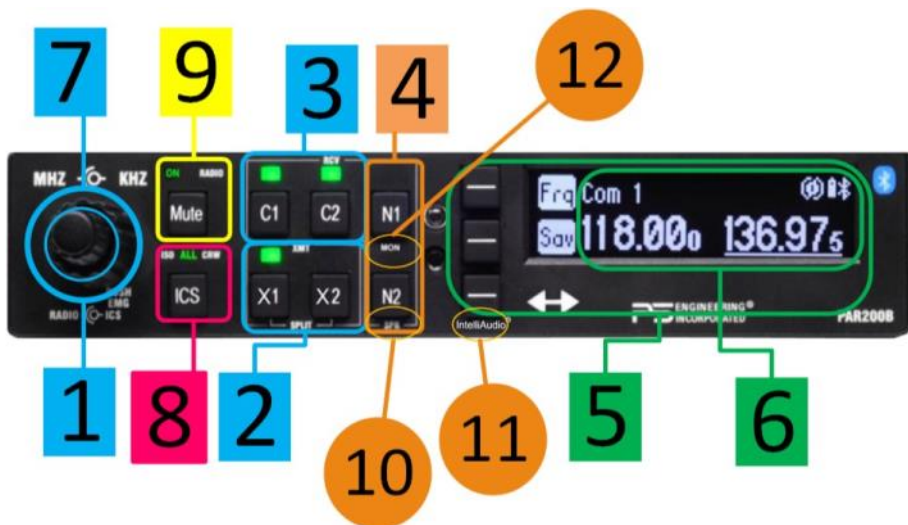 7
9
3
4
12
MHZ KHZ
ON RADIO
Mute
RCV
C1 C2
N1
Frq Com 1
Sav 118.000 136.975
MON
ISO ALL CRW
ICS
XMT
X1 X2
N2
PUSH
EMG
RADIO ICS
SPLIT
SPR
IntelliAudio®
PS ENGINEERING®
INCORPORATED
PAR200B
1
8
2
10
11
5
6